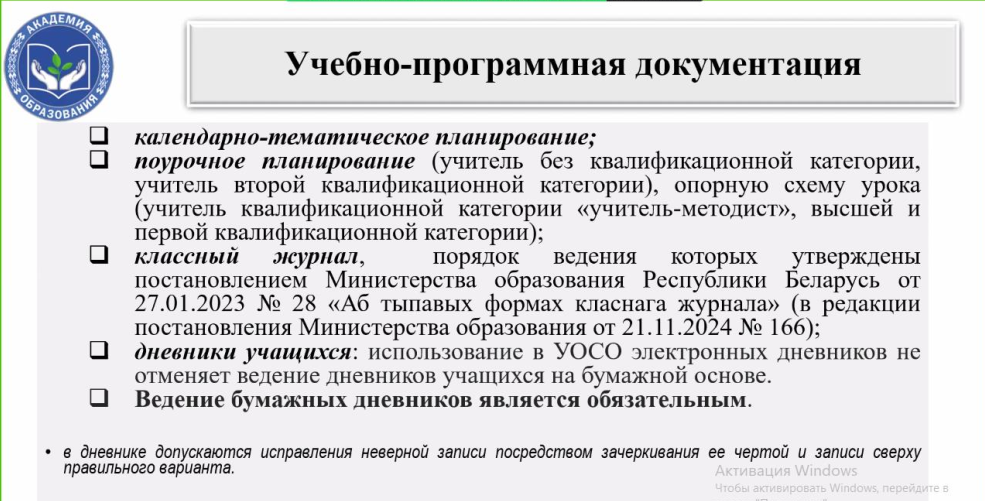 АКАДЕМИЯ
ОБРАЗОВАНИЯ
Учебно-программная документация
календарно-тематическое планирование;
поурочное планирование (учитель без квалификационной категории,
учитель второй квалификационной категории), опорную схему урока
(учитель квалификационной категории «учитель-методист», высшей и
первой квалификационной категории);
классный журнал, порядок ведения которых утверждены
постановлением Министерства образования Республики Беларусь от
27.01.2023 № 28 «Аб тыпавых формах класнага журнала» (в редакции
постановления Министерства образования от 21.11.2024 № 166);
дневники учащихся: использование в УОСО электронных дневников не
отменяет ведение дневников учащихся на бумажной основе.
Ведение бумажных дневников является обязательным.
• в дневнике допускаются исправления неверной записи посредством зачеркивания ее чертой и записи сверху
правильного варианта.
Активация Windows
Чтобы активировать Windows, перейдите в